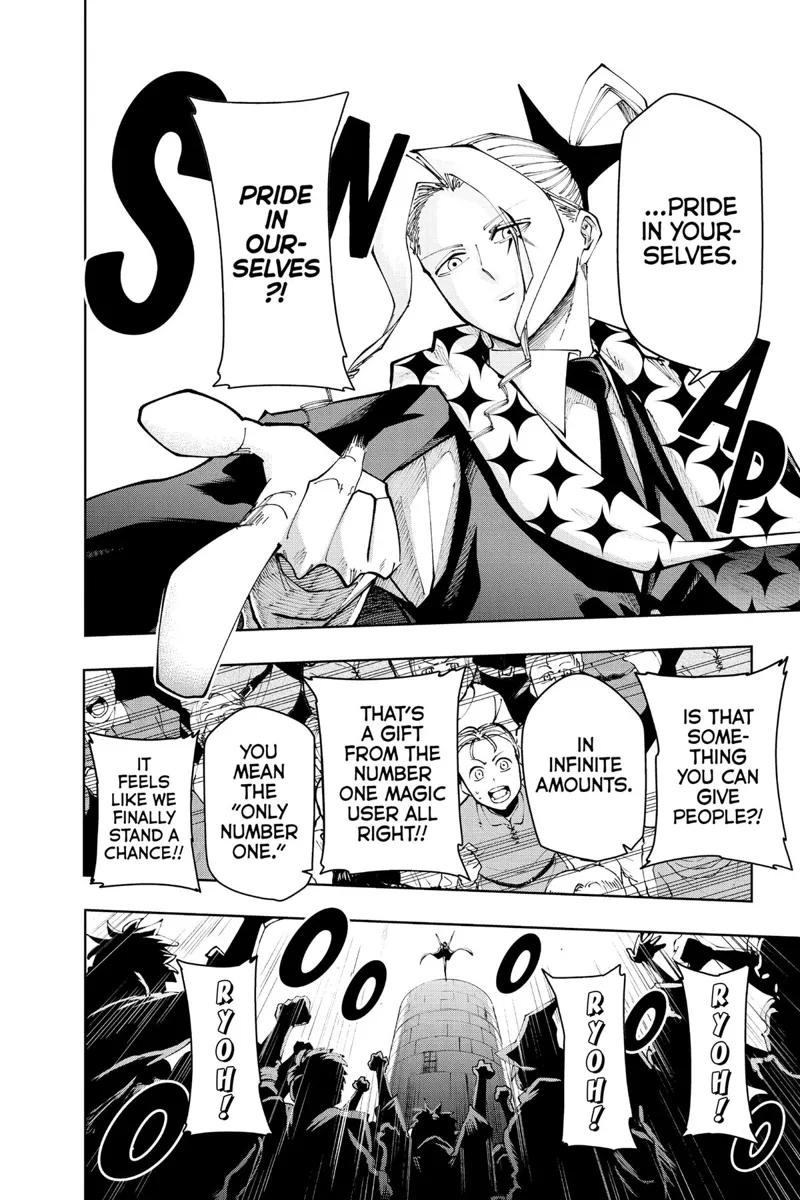 ...PRIDE
IN YOUR-
SELVES.
SNAP
PRIDE
IN
OUR-
SELVES
?!
IS THAT
SOME-
THING
YOU CAN
GIVE
PEOPLE?!
IN
INFINITE
AMOUNTS.
THAT'S
A GIFT
FROM THE
NUMBER
ONE MAGIC
USER ALL
RIGHT!!
YOU
MEAN
THE
"ONLY
NUMBER
ONE."
IT
FEELS
LIKE WE
FINALLY
STAND A
CHANCE!!
RYOH!
RYOH!
RYOH!
OOOOOOO